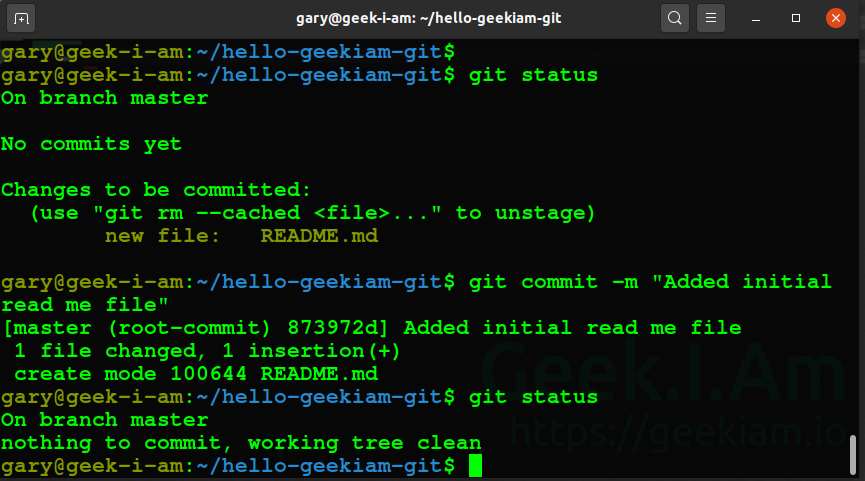 gary@geek-i-am: ~/hello-geekiam-git
gary@geek-i-am:~/hello-geekiam-git$
gary@geek-i-am:~/hello-geekiam-git$ git status
On branch master
No commits yet
Changes to be committed:
  (use "git rm --cached <file>..." to unstage)
        new file:   README.md
gary@geek-i-am:~/hello-geekiam-git$ git commit -m "Added initial
read me file"
[master (root-commit) 873972d] Added initial read me file
 1 file changed, 1 insertion(+)
 create mode 100644 README.md
gary@geek-i-am:~/hello-geekiam-git$ git status
On branch master
nothing to commit, working tree clean
gary@geek-i-am:~/hello-geekiam-git$
Geek.I.Am
https://geekiam.io